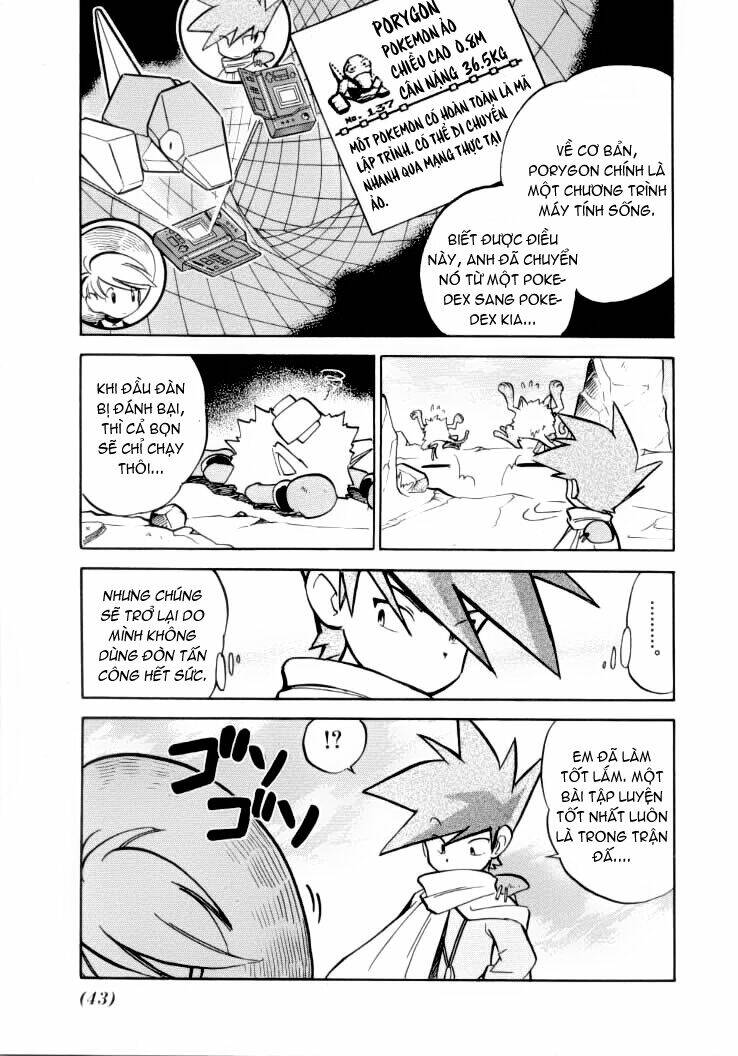 PORYGON
POKEMON ẢO
CHIỀU CAO 0.8M
CÂN NẶNG 36.5KG
No. 137
MỘT POKEMON CÓ HOÀN TOÀN LÀ MÃ
LẬP TRÌNH. CÓ THỂ DI CHUYỂN
NHANH QUA MẠNG THỰC TẠI
ẢO.
VỀ CƠ BẢN,
PORYGON CHÍNH LÀ
MỘT CHƯƠNG TRÌNH
MÁY TÍNH SỐNG.
BIẾT ĐƯỢC ĐIỀU
NÀY, ANH ĐÃ CHUYỂN
NÓ TỪ MỘT POKE-
DEX SANG POKE-
DEX KIA...
KHI ĐẦU ĐÀN
BỊ ĐÁNH BẠI,
THÌ CẢ BỌN
SẼ CHỈ CHẠY
THÔI...
NHƯNG CHÚNG
SẼ TRỞ LẠI DO
MÌNH KHÔNG
DÙNG ĐÒN TẤN
CÔNG HẾT SỨC.
.......
!?
ゴソ
ゴソ
EM ĐÃ LÀM
TỐT LẮM. MỘT
BÀI TẬP LUYỆN
TỐT NHẤT LUÔN
LÀ TRONG TRẬN
ĐẤ....
(43)